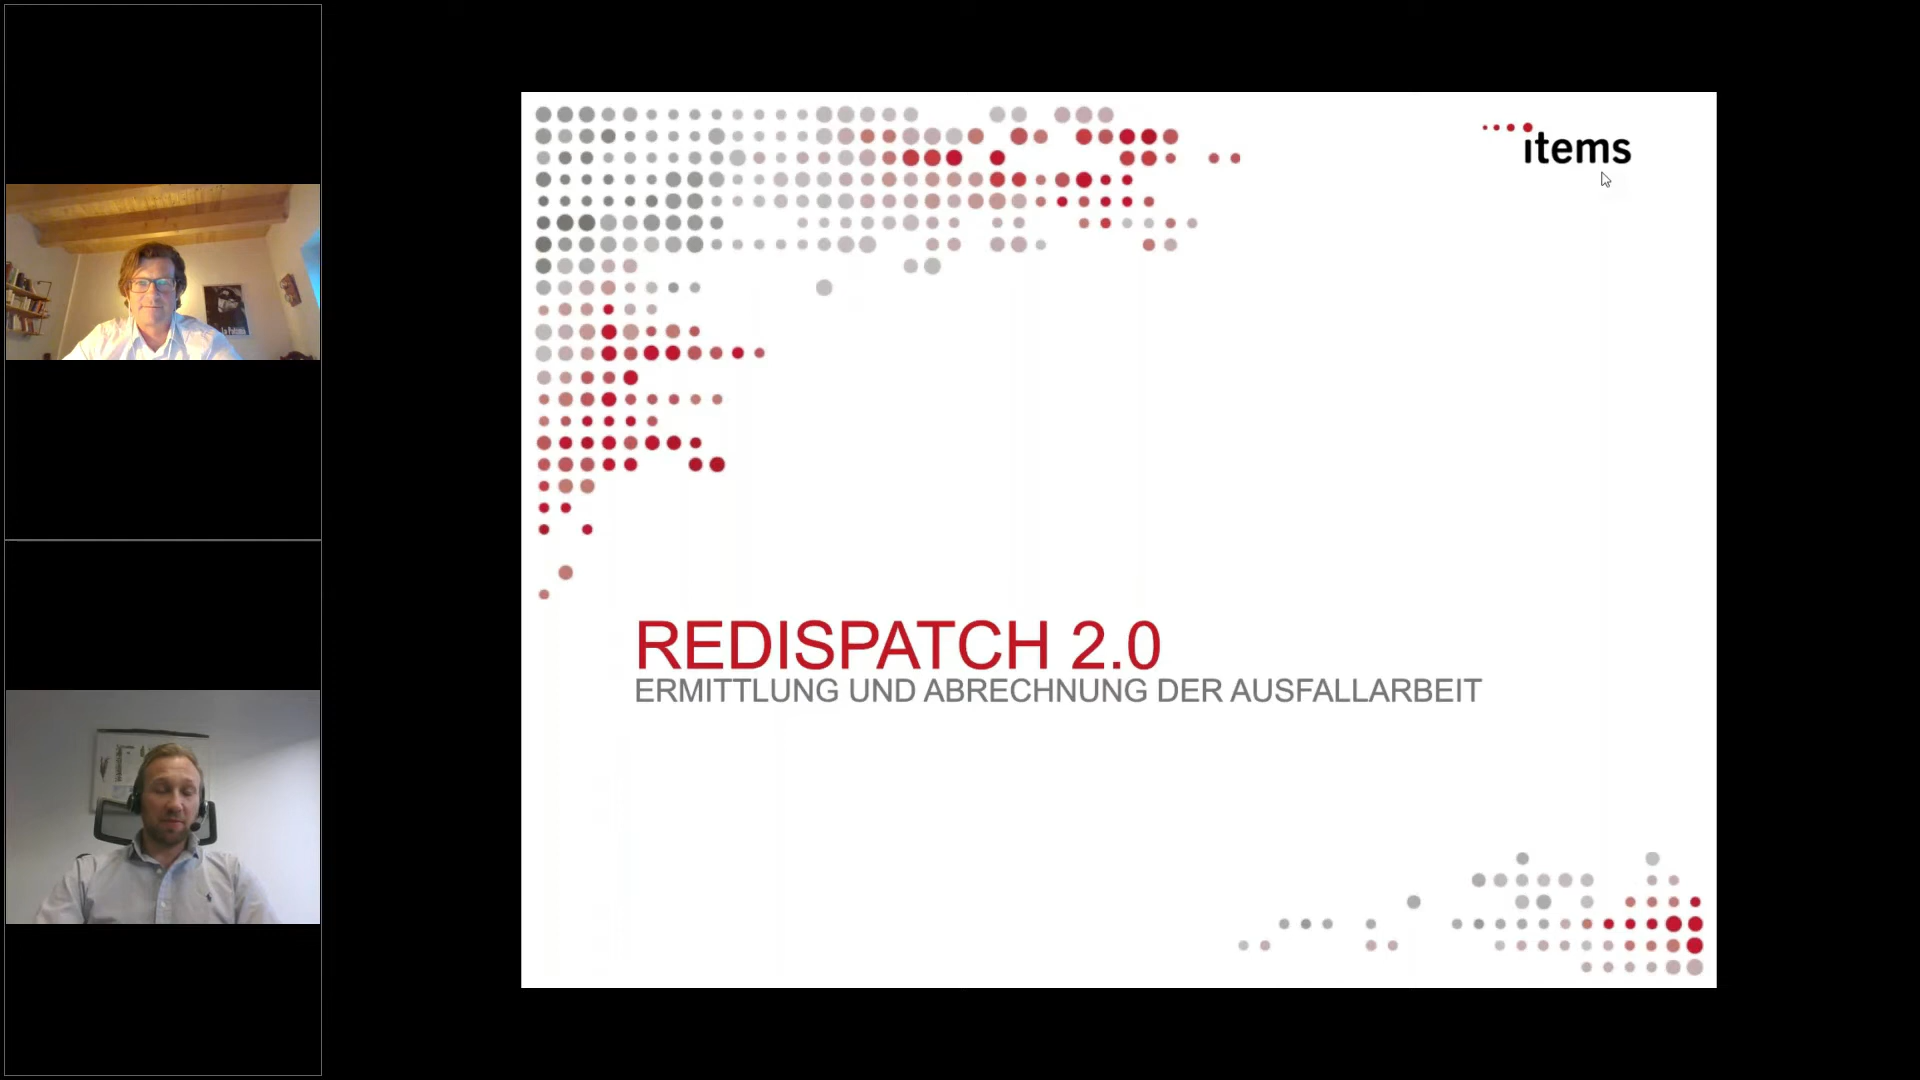 items
REDISPATCH 2.0
ERMITTLUNG UND ABRECHNUNG DER AUSFALLARBEIT